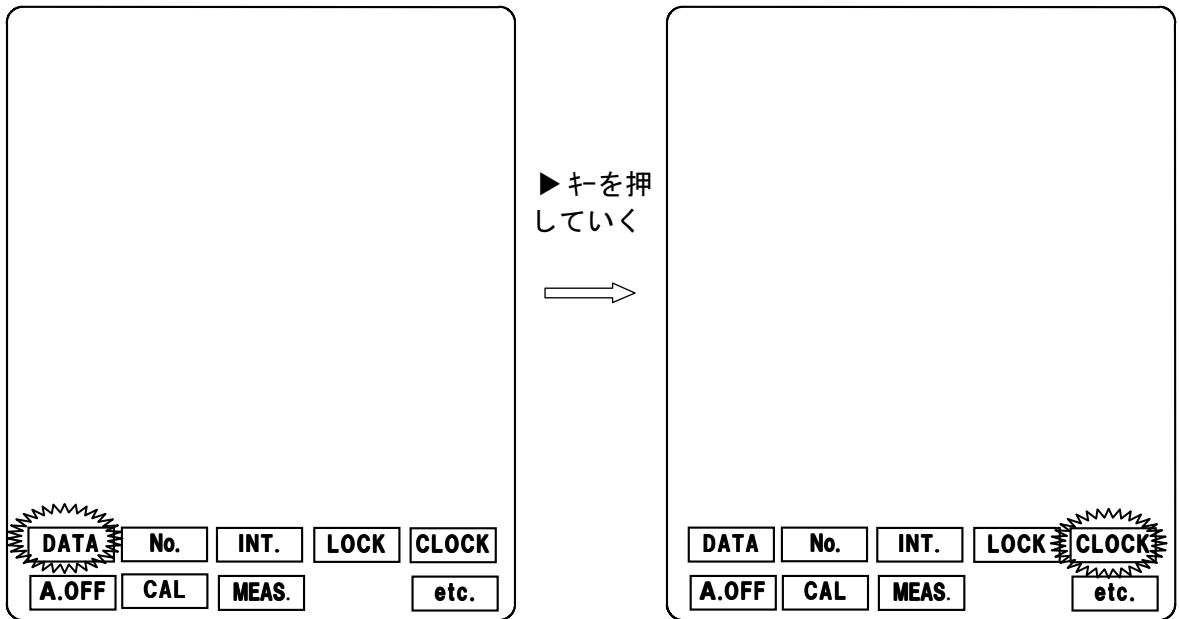 DATA No. INT. LOCK CLOCK
A.OFF CAL MEAS. etc.
▶キーを押
していく
DATA No. INT. LOCK CLOCK
A.OFF CAL MEAS. etc.